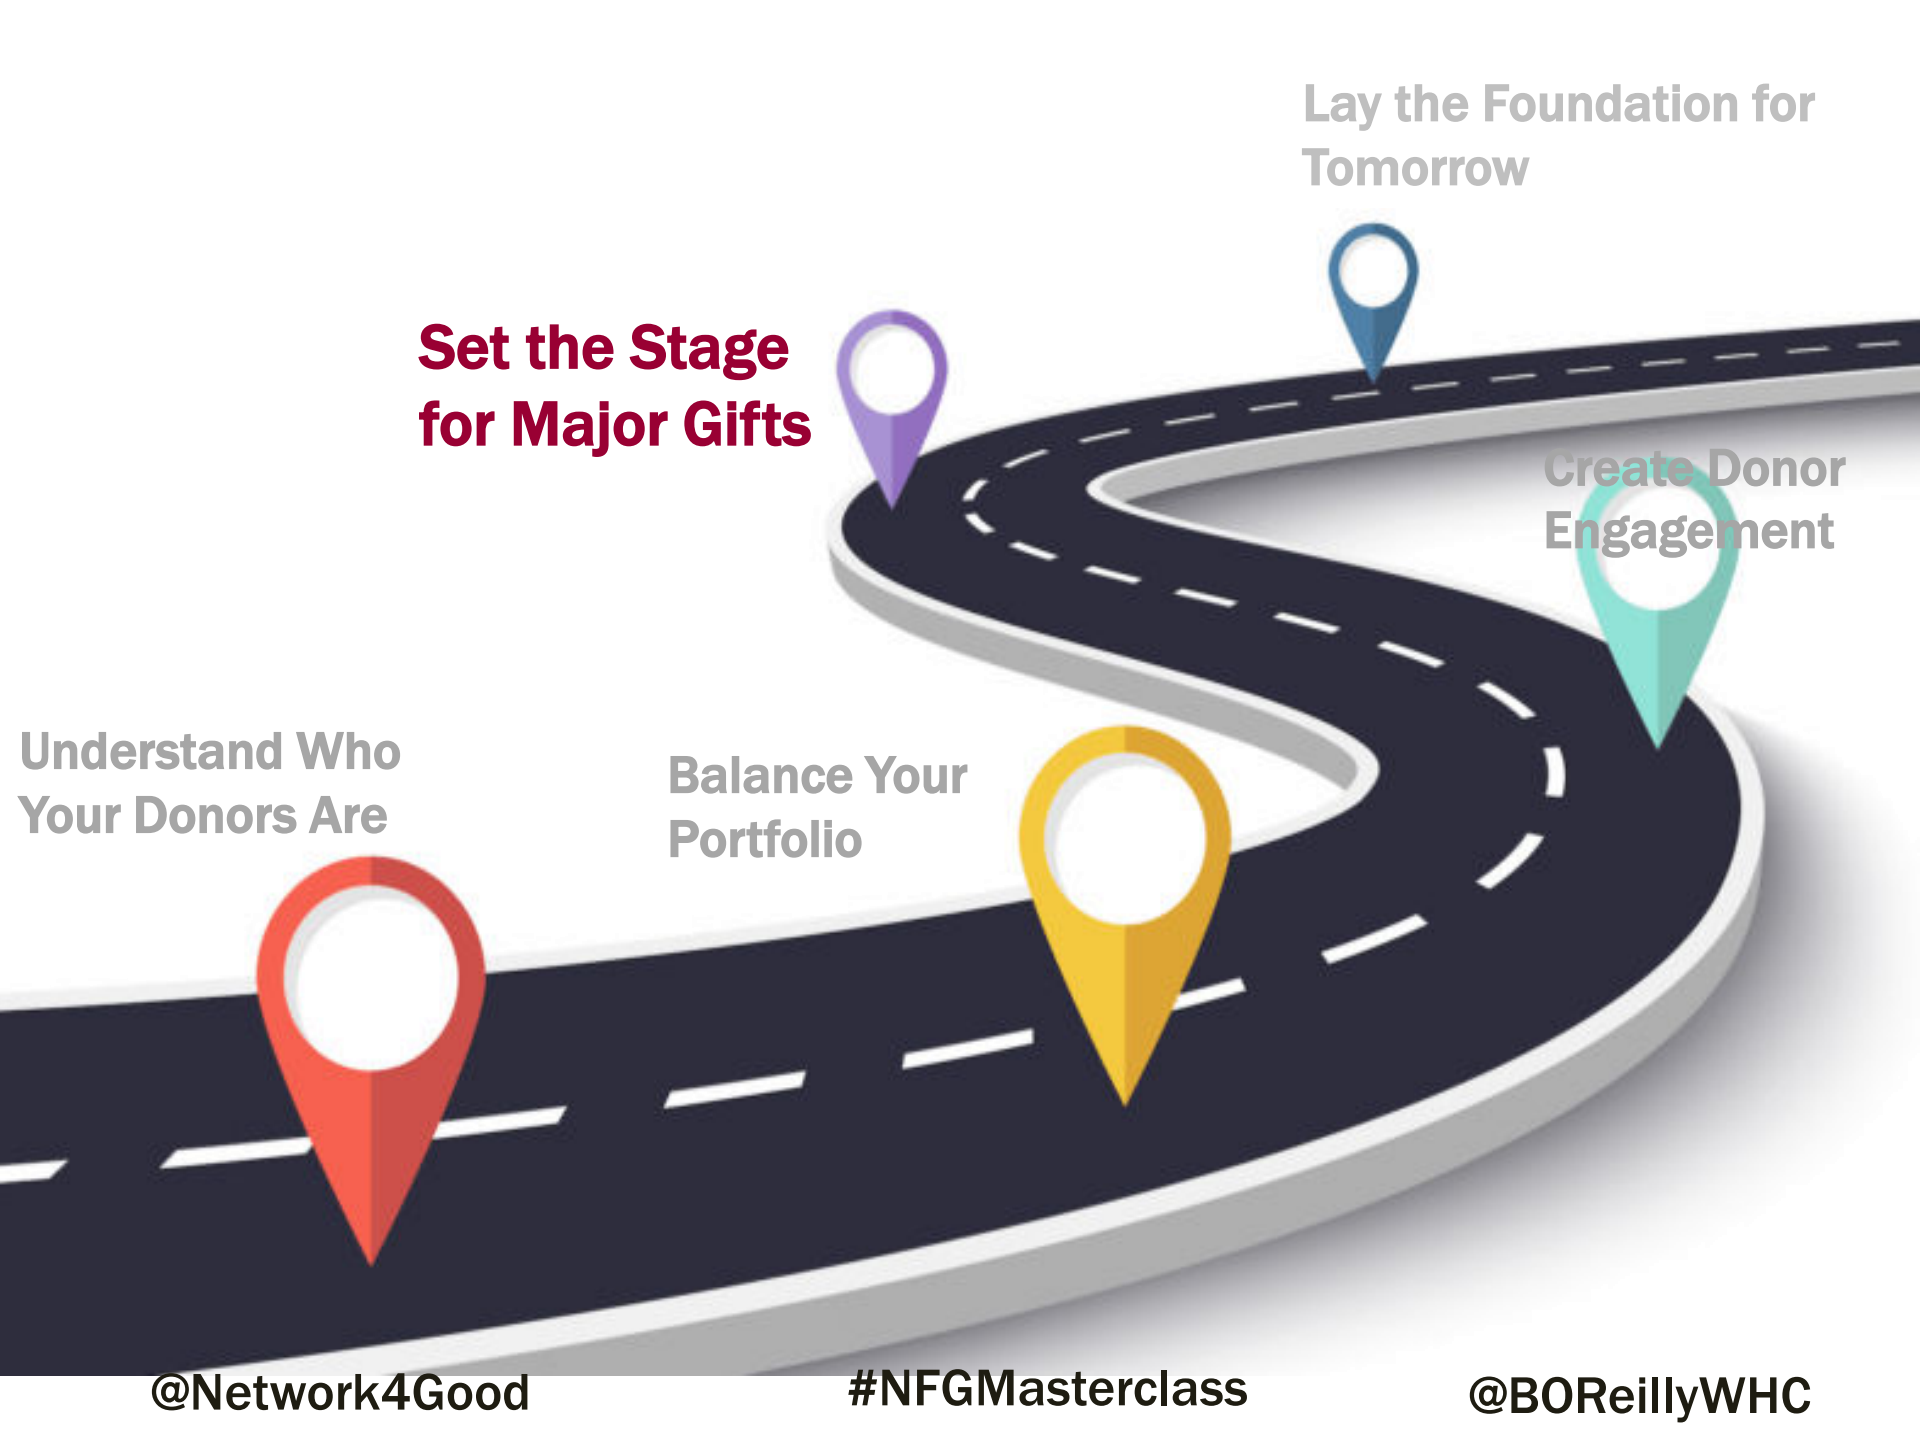 Lay the Foundation for
Tomorrow
Set the Stage
for Major Gifts
Create Donor
Engagement
Understand Who
Your Donors Are
Balance Your
Portfolio
@Network4Good
#NFGMasterclass
@BOReillyWHC